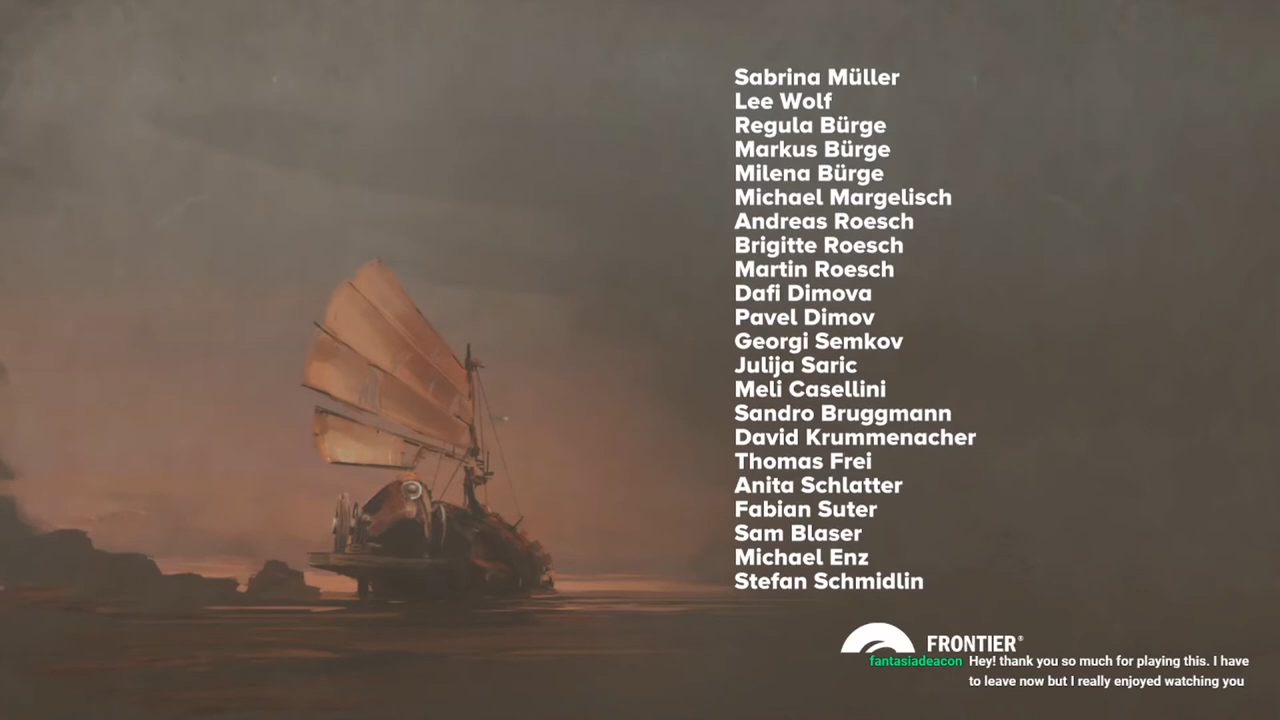 Sabrina Müller
Lee Wolf
Regula Bürge
Markus Bürge
Milena Bürge
Michael Margelisch
Andreas Roesch
Brigitte Roesch
Martin Roesch
Dafi Dimova
Pavel Dimov
Georgi Semkov
Julija Saric
Meli Casellini
Sandro Bruggmann
David Krummenacher
Thomas Frei
Anita Schlatter
Fabian Suter
Sam Blaser
Michael Enz
Stefan Schmidlin
FRONTIER®
fantasiadeacon Hey! thank you so much for playing this. I have
to leave now but I really enjoyed watching you